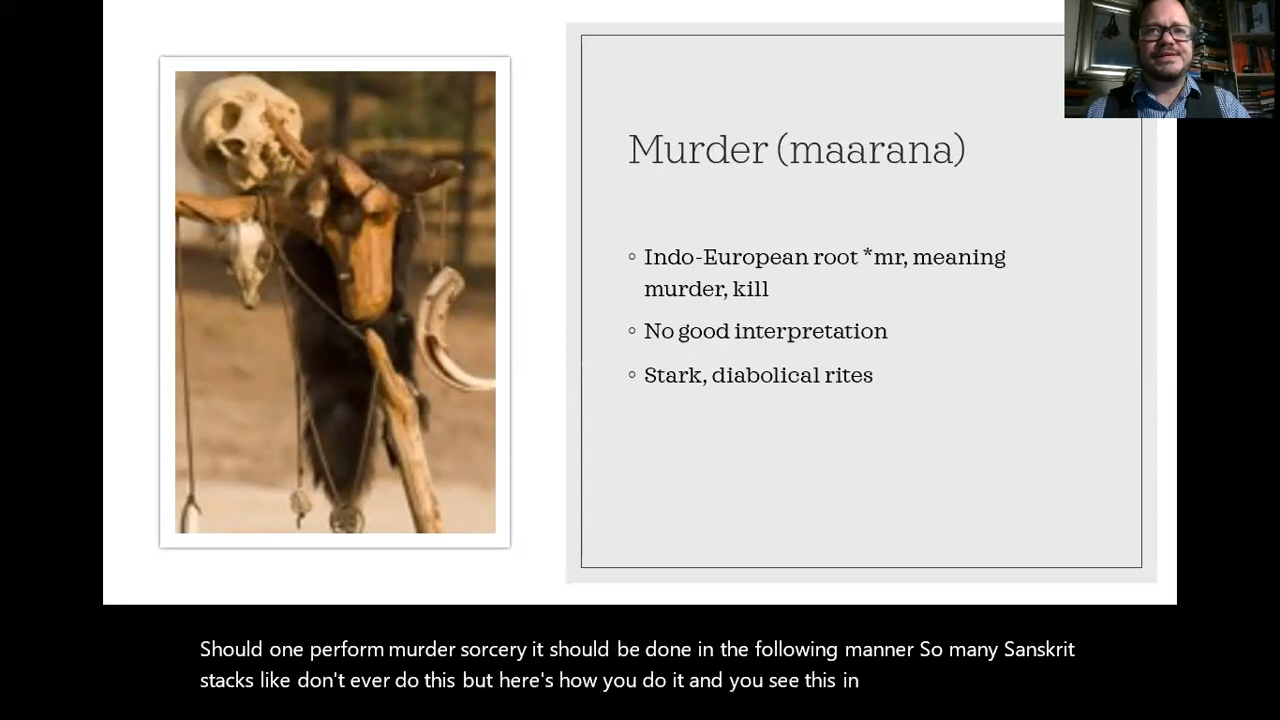 Murder (maarana)
◦ Indo-European root *mr, meaning
murder, kill
◦ No good interpretation
◦ Stark, diabolical rites
Should one perform murder sorcery it should be done in the following manner So many Sanskrit
stacks like don't ever do this but here's how you do it and you see this in